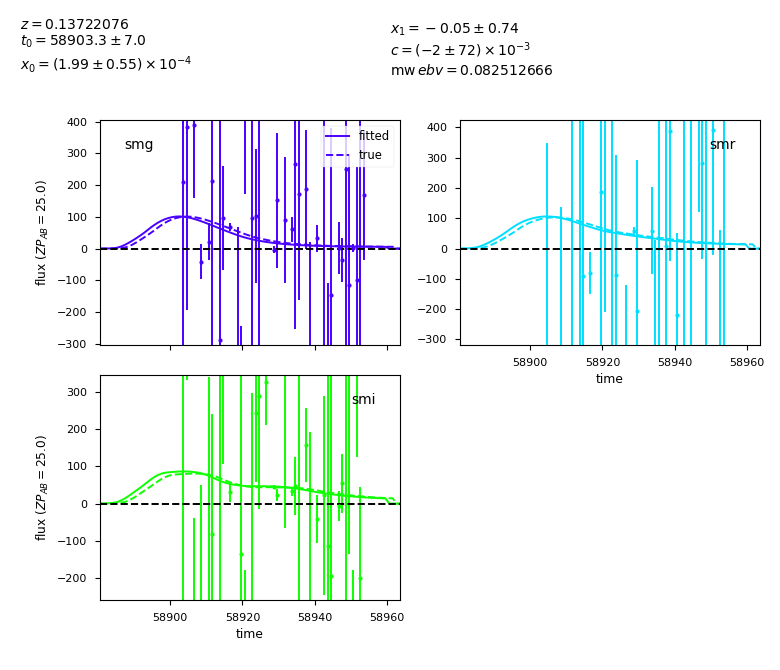 z = 0.13722076
t₀ = 58903.3 ± 7.0
x₀ = (1.99 ± 0.55) × 10⁻⁴
x₁ = −0.05 ± 0.74
c = (−2 ± 72) × 10⁻³
mw ebv = 0.082512666
smg
fitted
true
400
300
200
100
0
−100
−200
−300
flux (ZP_AB = 25.0)
smr
400
300
200
100
0
−100
−200
−300
58900
58920
58940
58960
time
smi
300
200
100
0
−100
−200
flux (ZP_AB = 25.0)
58900
58920
58940
58960
time